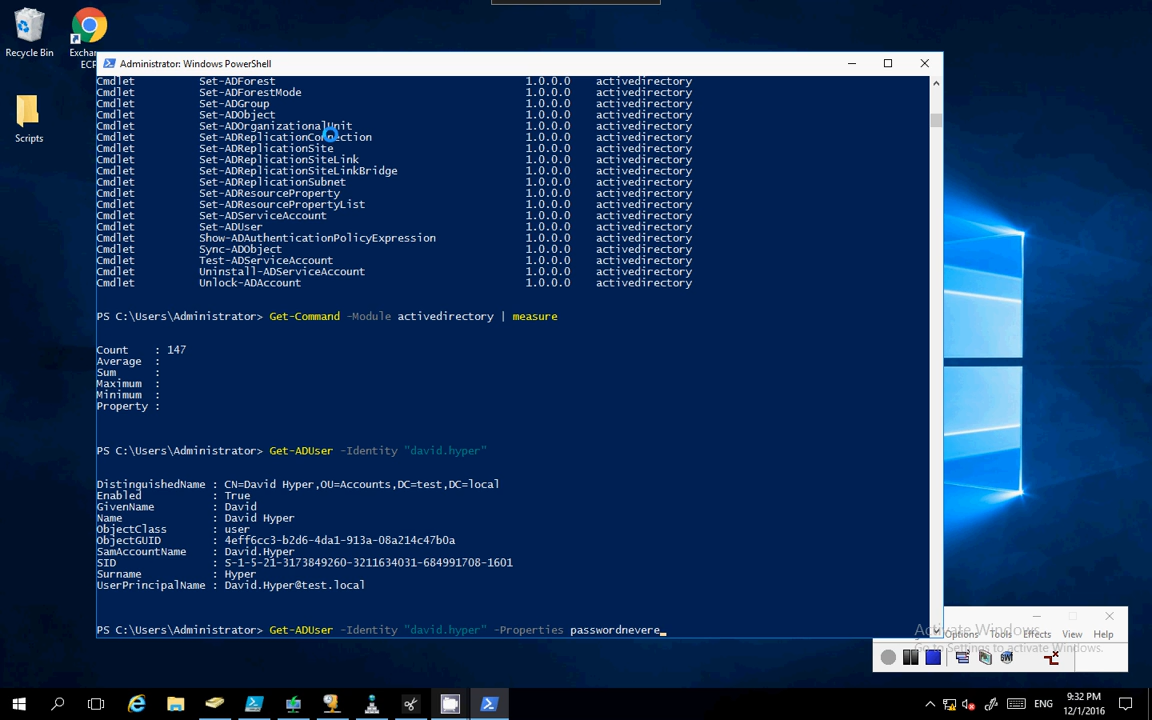 Recycle Bin
Exchan
ECP
Scripts
Administrator: Windows PowerShell
Cmdlet Set-ADForest 1.0.0.0 activedirectory
Cmdlet Set-ADForestMode 1.0.0.0 activedirectory
Cmdlet Set-ADGroup 1.0.0.0 activedirectory
Cmdlet Set-ADObject 1.0.0.0 activedirectory
Cmdlet Set-ADOrganizationalUnit 1.0.0.0 activedirectory
Cmdlet Set-ADReplicationConnection 1.0.0.0 activedirectory
Cmdlet Set-ADReplicationSite 1.0.0.0 activedirectory
Cmdlet Set-ADReplicationSiteLink 1.0.0.0 activedirectory
Cmdlet Set-ADReplicationSiteLinkBridge 1.0.0.0 activedirectory
Cmdlet Set-ADReplicationSubnet 1.0.0.0 activedirectory
Cmdlet Set-ADResourceProperty 1.0.0.0 activedirectory
Cmdlet Set-ADResourcePropertyList 1.0.0.0 activedirectory
Cmdlet Set-ADServiceAccount 1.0.0.0 activedirectory
Cmdlet Set-ADUser 1.0.0.0 activedirectory
Cmdlet Show-ADAuthenticationPolicyExpression 1.0.0.0 activedirectory
Cmdlet Sync-ADObject 1.0.0.0 activedirectory
Cmdlet Test-ADServiceAccount 1.0.0.0 activedirectory
Cmdlet Uninstall-ADServiceAccount 1.0.0.0 activedirectory
Cmdlet Unlock-ADAccount 1.0.0.0 activedirectory
PS C:\Users\Administrator> Get-Command -Module activedirectory | measure
Count : 147
Average :
Sum :
Maximum :
Minimum :
Property :
PS C:\Users\Administrator> Get-ADUser -Identity "david.hyper"
DistinguishedName : CN=David Hyper,OU=Accounts,DC=test,DC=local
Enabled : True
GivenName : David
Name : David Hyper
ObjectClass : user
ObjectGUID : 4eff6cc3-b2d6-4da1-913a-08a214c47b0a
SamAccountName : David.Hyper
SID : S-1-5-21-3173849260-3211634031-684991708-1601
Surname : Hyper
UserPrincipalName : David.Hyper@test.local
PS C:\Users\Administrator> Get-ADUser -Identity "david.hyper" -Properties passwordnevere_
Activate Windows
Options Tools Effects View Help
Go to Settings to activate Windows.
ENG
9:32 PM
12/1/2016